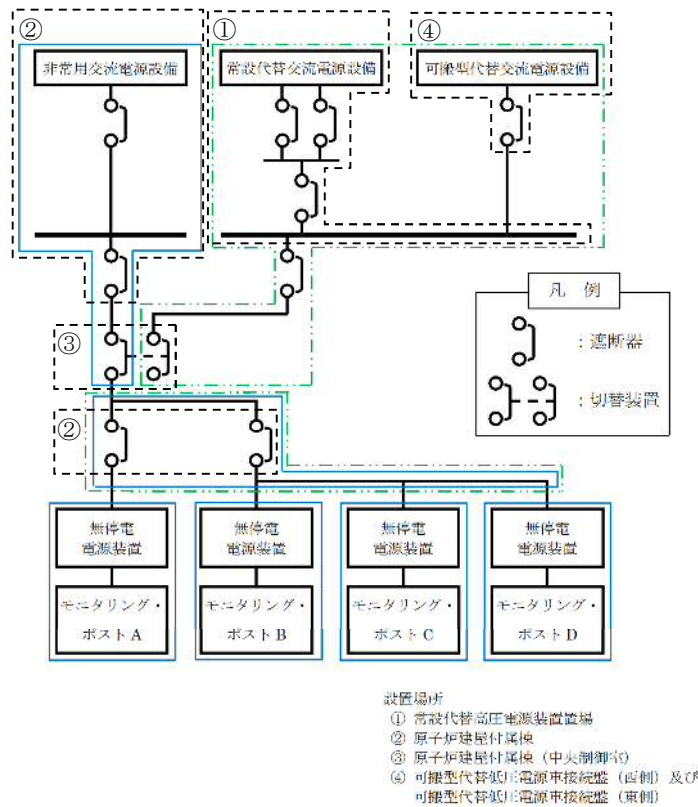 ② ① ④
非常用交流電源設備 常設代替交流電源設備 可搬型代替交流電源設備
凡 例
：遮断器
：切替装置
③
②
無停電
電源装置
無停電
電源装置
無停電
電源装置
無停電
電源装置
モニタリング・
ポストA
モニタリング・
ポストB
モニタリング・
ポストC
モニタリング・
ポストD
設置場所
① 常設代替高圧電源装置置場
② 原子炉建屋付属棟
③ 原子炉建屋付属棟（中央制御室）
④ 可搬型代替低圧電源車接続盤（西側）及び
可搬型代替低圧電源車接続盤（東側）